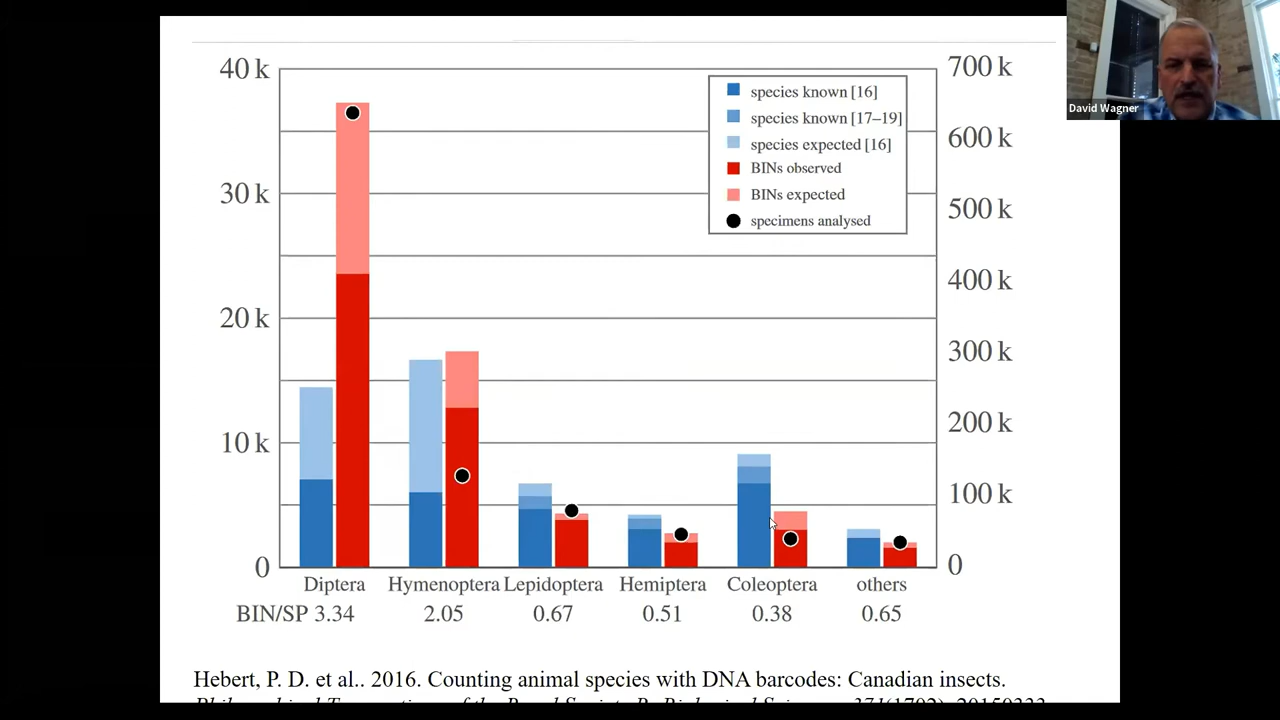 David Wagner
40 k
30 k
20 k
10 k
0
700 k
600 k
500 k
400 k
300 k
200 k
100 k
0
species known [16]
species known [17–19]
species expected [16]
BINs observed
BINs expected
specimens analysed
Diptera Hymenoptera Lepidoptera Hemiptera Coleoptera others
BIN/SP 3.34 2.05 0.67 0.51 0.38 0.65
Hebert, P. D. et al.. 2016. Counting animal species with DNA barcodes: Canadian insects.